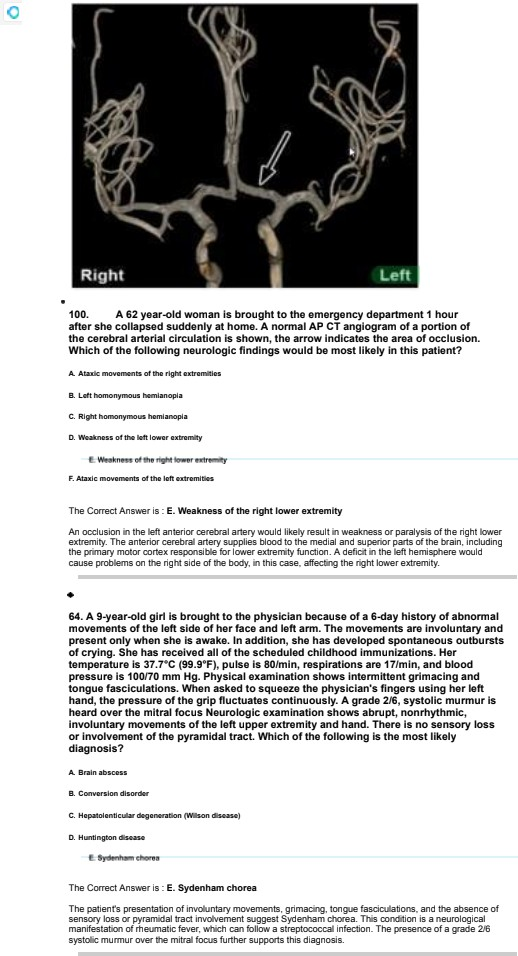 Right
Left
100. A 62 year-old woman is brought to the emergency department 1 hour
after she collapsed suddenly at home. A normal AP CT angiogram of a portion of
the cerebral arterial circulation is shown, the arrow indicates the area of occlusion.
Which of the following neurologic findings would be most likely in this patient?
A. Ataxic movements of the right extremities
B. Left homonymous hemianopia
C. Right homonymous hemianopia
D. Weakness of the left lower extremity
E. Weakness of the right lower extremity
F. Ataxic movements of the left extremities
The Correct Answer is : E. Weakness of the right lower extremity
An occlusion in the left anterior cerebral artery would likely result in weakness or paralysis of the right lower
extremity. The anterior cerebral artery supplies blood to the medial and superior parts of the brain, including
the primary motor cortex responsible for lower extremity function. A deficit in the left hemisphere would
cause problems on the right side of the body, in this case, affecting the right lower extremity.
64. A 9-year-old girl is brought to the physician because of a 6-day history of abnormal
movements of the left side of her face and left arm. The movements are involuntary and
present only when she is awake. In addition, she has developed spontaneous outbursts
of crying. She has received all of the scheduled childhood immunizations. Her
temperature is 37.7°C (99.9°F), pulse is 80/min, respirations are 17/min, and blood
pressure is 100/70 mm Hg. Physical examination shows intermittent grimacing and
tongue fasciculations. When asked to squeeze the physician's fingers using her left
hand, the pressure of the grip fluctuates continuously. A grade 2/6, systolic murmur is
heard over the mitral focus Neurologic examination shows abrupt, nonrhythmic,
involuntary movements of the left upper extremity and hand. There is no sensory loss
or involvement of the pyramidal tract. Which of the following is the most likely
diagnosis?
A. Brain abscess
B. Conversion disorder
C. Hepatolenticular degeneration (Wilson disease)
D. Huntington disease
E. Sydenham chorea
The Correct Answer is : E. Sydenham chorea
The patient's presentation of involuntary movements, grimacing, tongue fasciculations, and the absence of
sensory loss or pyramidal tract involvement suggest Sydenham chorea. This condition is a neurological
manifestation of rheumatic fever, which can follow a streptococcal infection. The presence of a grade 2/6
systolic murmur over the mitral focus further supports this diagnosis.